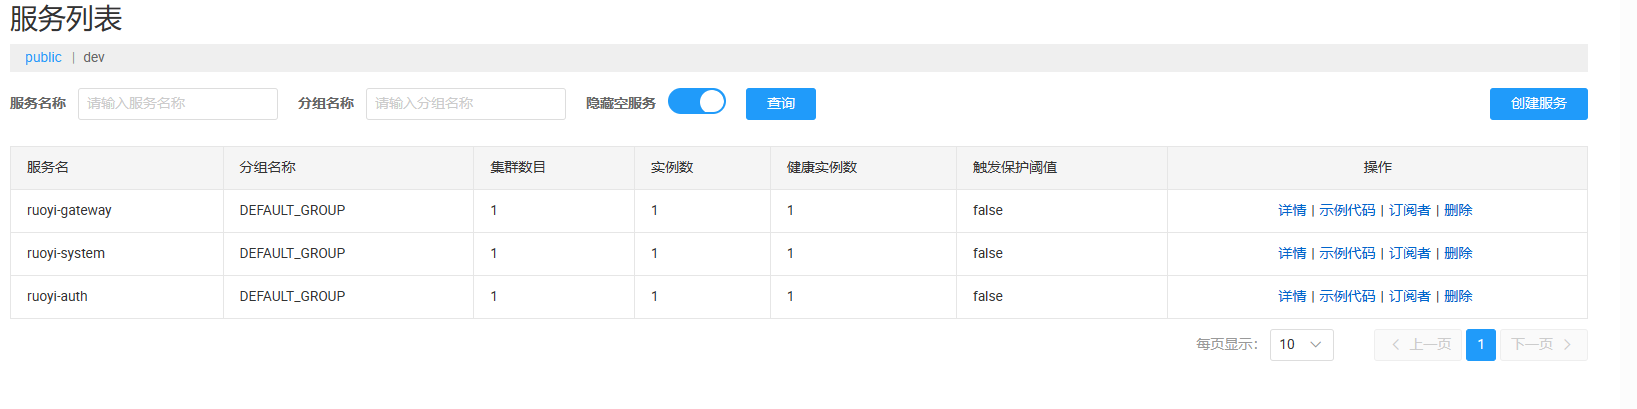 服务列表
public | dev
服务名称 请输入服务名称 分组名称 请输入分组名称 隐藏空服务 查询 创建服务
服务名 分组名称 集群数目 实例数 健康实例数 触发保护阈值 操作
ruoyi-gateway DEFAULT_GROUP 1 1 1 false 详情 | 示例代码 | 订阅者 | 删除
ruoyi-system DEFAULT_GROUP 1 1 1 false 详情 | 示例代码 | 订阅者 | 删除
ruoyi-auth DEFAULT_GROUP 1 1 1 false 详情 | 示例代码 | 订阅者 | 删除
每页显示: 10 上一页 1 下一页